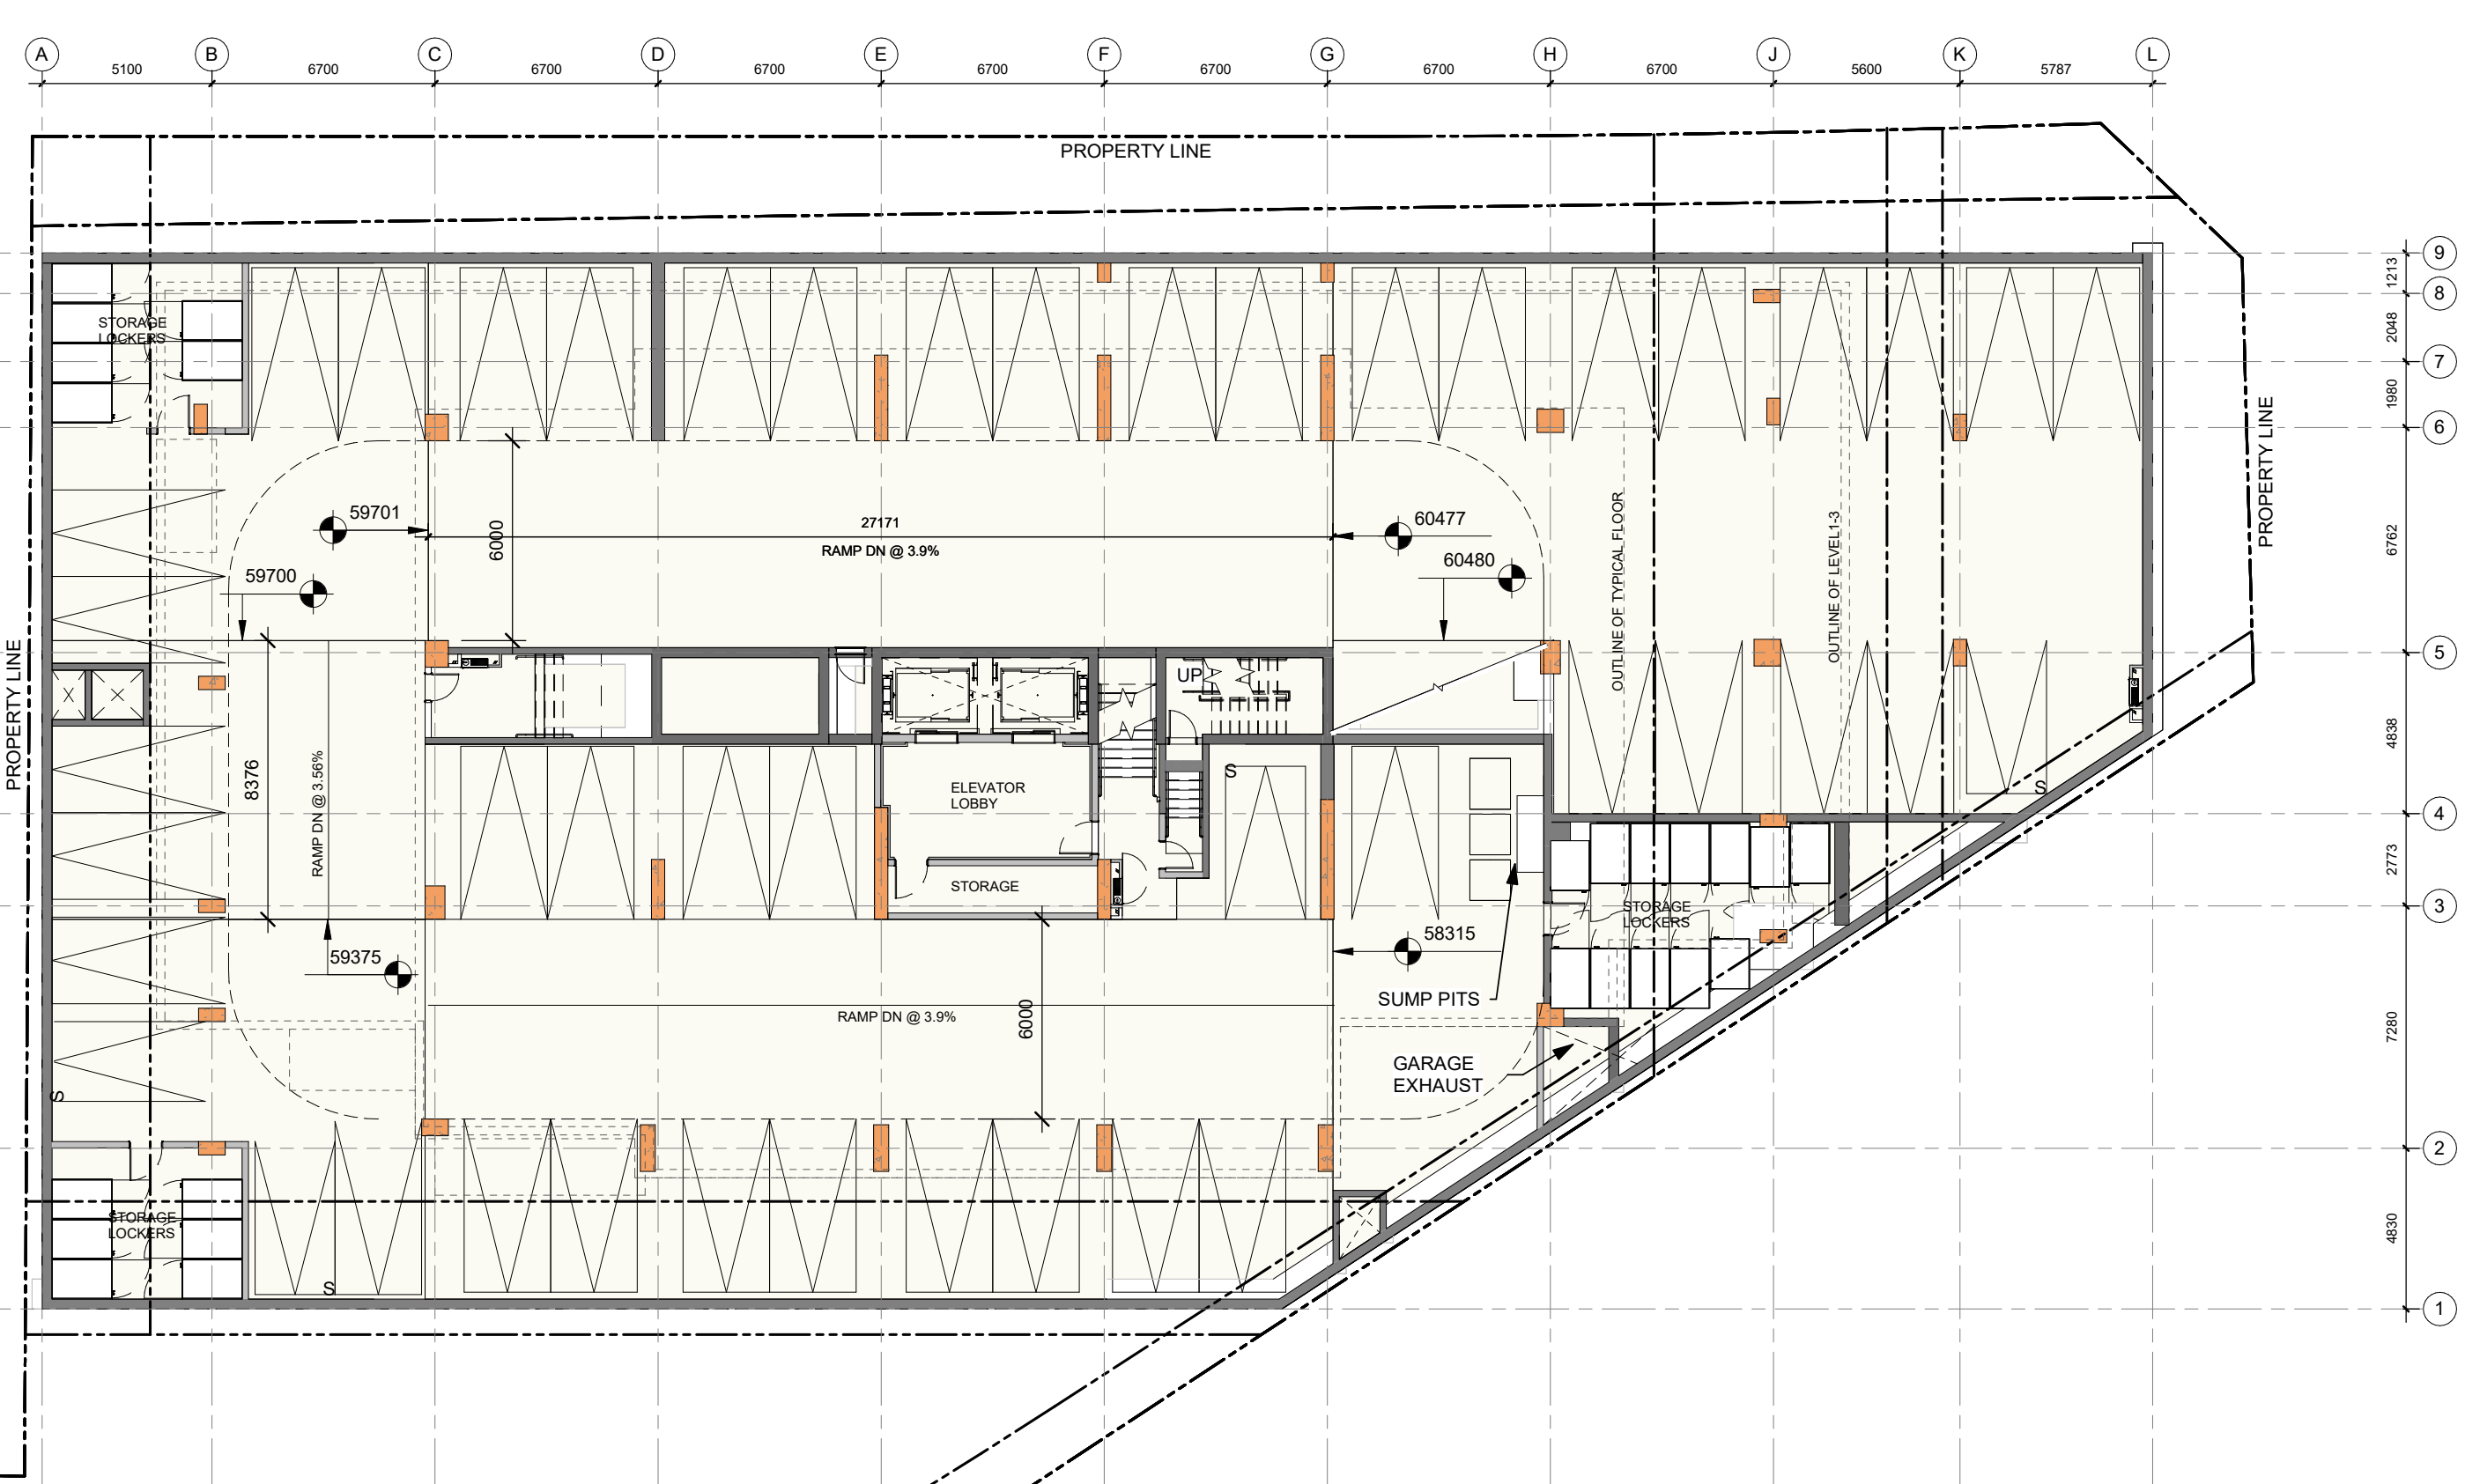 A B C D E F G H J K L
5100 6700 6700 6700 6700 6700 6700 6700 5600 5787
PROPERTY LINE
9
1213
8
2048
7
1980
6
6762
5
4838
4
2773
3
7280
2
4830
1
STORAGE
LOCKERS
PROPERTY LINE
59701
6000
27171
RAMP DN @ 3.9%
60477
60480
59700
OUTLINE OF TYPICAL FLOOR
OUTLINE OF LEVEL1-3
PROPERTY LINE
UP
8376
RAMP DN @ 3.56%
S
S
ELEVATOR
LOBBY
STORAGE
STORAGE
LOCKERS
59375
58315
SUMP PITS
RAMP DN @ 3.9%
6000
GARAGE
EXHAUST
S
STORAGE
LOCKERS
S